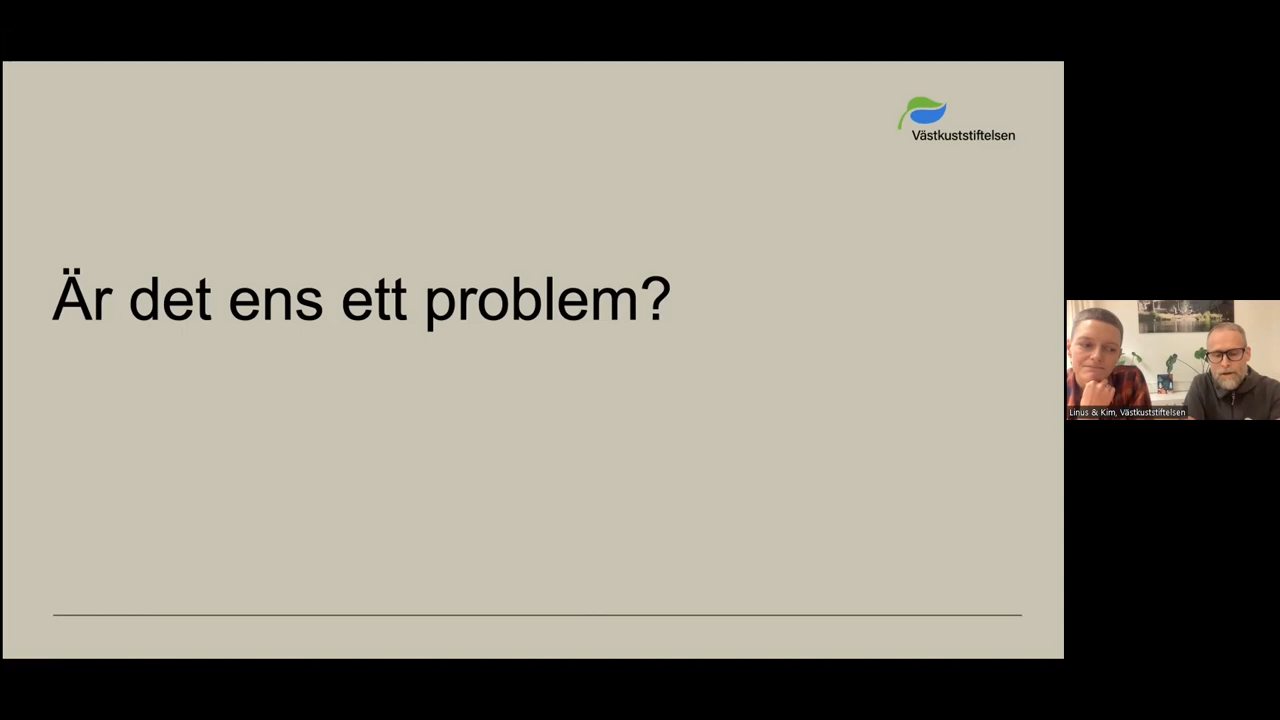 Västkuststiftelsen
Är det ens ett problem?
Linus & Kim, Västkuststiftelsen